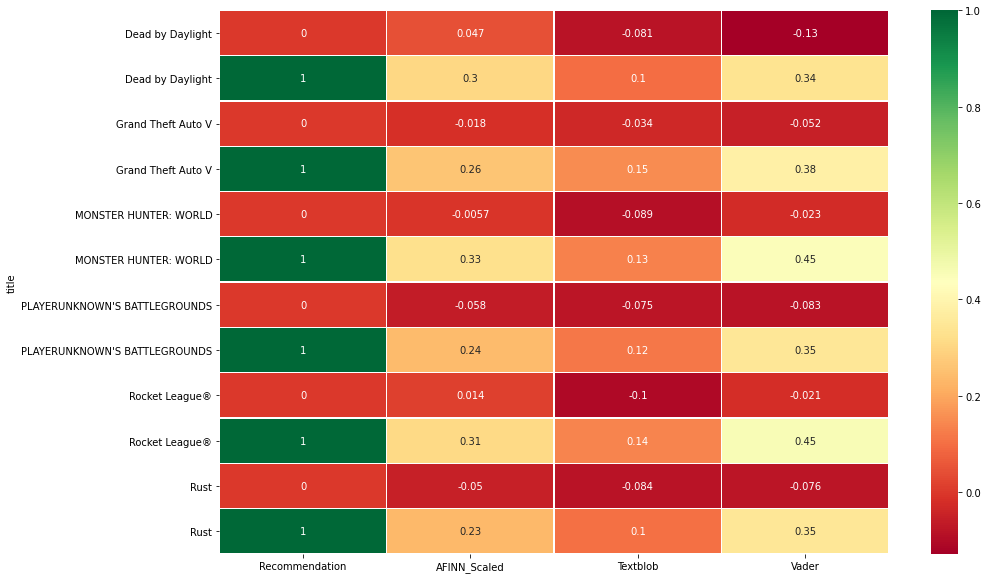 title
Dead by Daylight 0 0.047 -0.081 -0.13
Dead by Daylight 1 0.3 0.1 0.34
Grand Theft Auto V 0 -0.018 -0.034 -0.052
Grand Theft Auto V 1 0.26 0.15 0.38
MONSTER HUNTER: WORLD 0 -0.0057 -0.089 -0.023
MONSTER HUNTER: WORLD 1 0.33 0.13 0.45
PLAYERUNKNOWN'S BATTLEGROUNDS 0 -0.058 -0.075 -0.083
PLAYERUNKNOWN'S BATTLEGROUNDS 1 0.24 0.12 0.35
Rocket League® 0 0.014 -0.1 -0.021
Rocket League® 1 0.31 0.14 0.45
Rust 0 -0.05 -0.084 -0.076
Rust 1 0.23 0.1 0.35
Recommendation AFINN_Scaled Textblob Vader
1.0
0.8
0.6
0.4
0.2
0.0